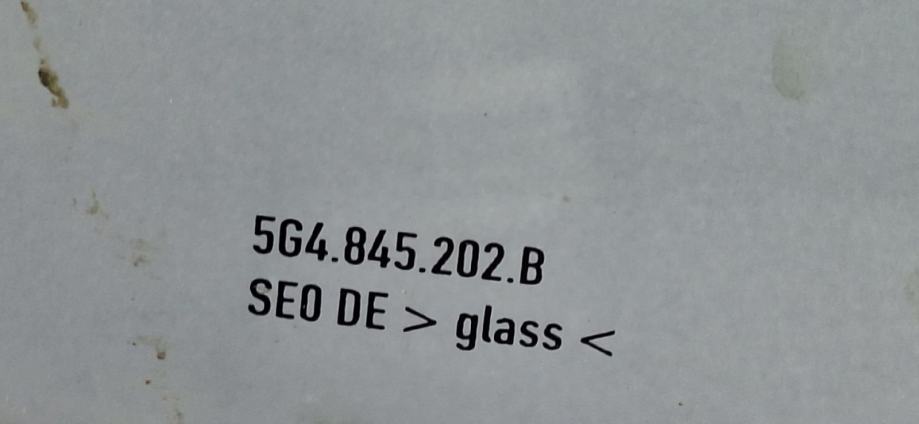 5G4.845.202.B
SEO DE > glass <